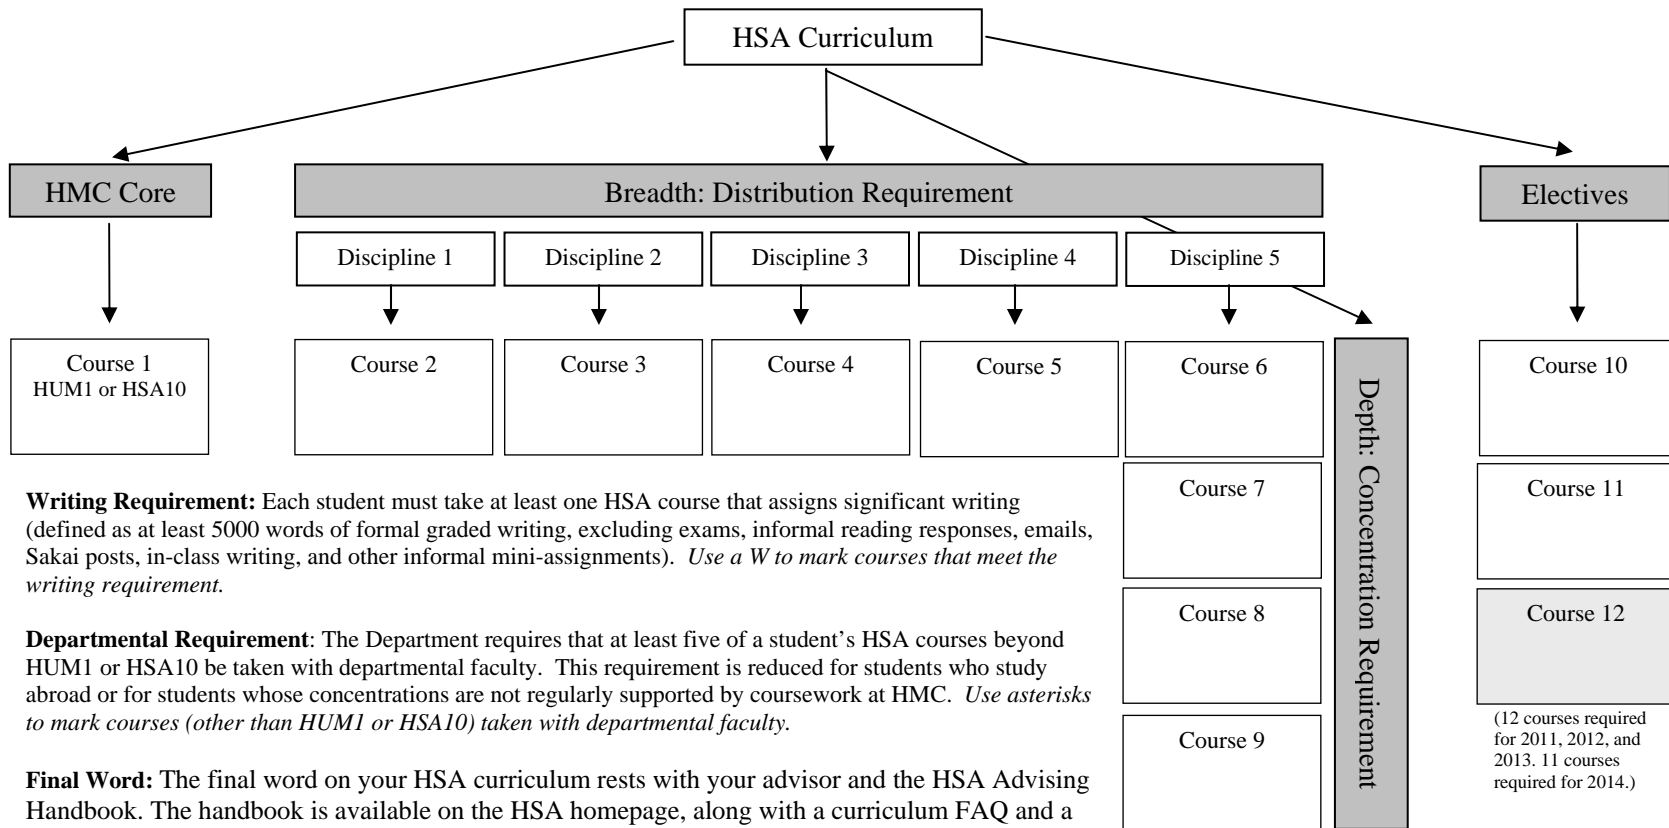 HSA Curriculum
HMC Core
Breadth: Distribution Requirement
Electives
Discipline 1
Discipline 2
Discipline 3
Discipline 4
Discipline 5
Course 1
HUM1 or HSA10
Course 2
Course 3
Course 4
Course 5
Course 6
Course 10
Depth: Concentration Requirement
Course 7
Course 11
Writing Requirement: Each student must take at least one HSA course that assigns significant writing
(defined as at least 5000 words of formal graded writing, excluding exams, informal reading responses, emails,
Sakai posts, in-class writing, and other informal mini-assignments). Use a W to mark courses that meet the
writing requirement.
Course 8
Course 12
Departmental Requirement: The Department requires that at least five of a student's HSA courses beyond
HUM1 or HSA10 be taken with departmental faculty. This requirement is reduced for students who study
abroad or for students whose concentrations are not regularly supported by coursework at HMC. Use asterisks
to mark courses (other than HUM1 or HSA10) taken with departmental faculty.
Course 9
(12 courses required
for 2011, 2012, and
2013. 11 courses
required for 2014.)
Final Word: The final word on your HSA curriculum rests with your advisor and the HSA Advising
Handbook. The handbook is available on the HSA homepage, along with a curriculum FAQ and a